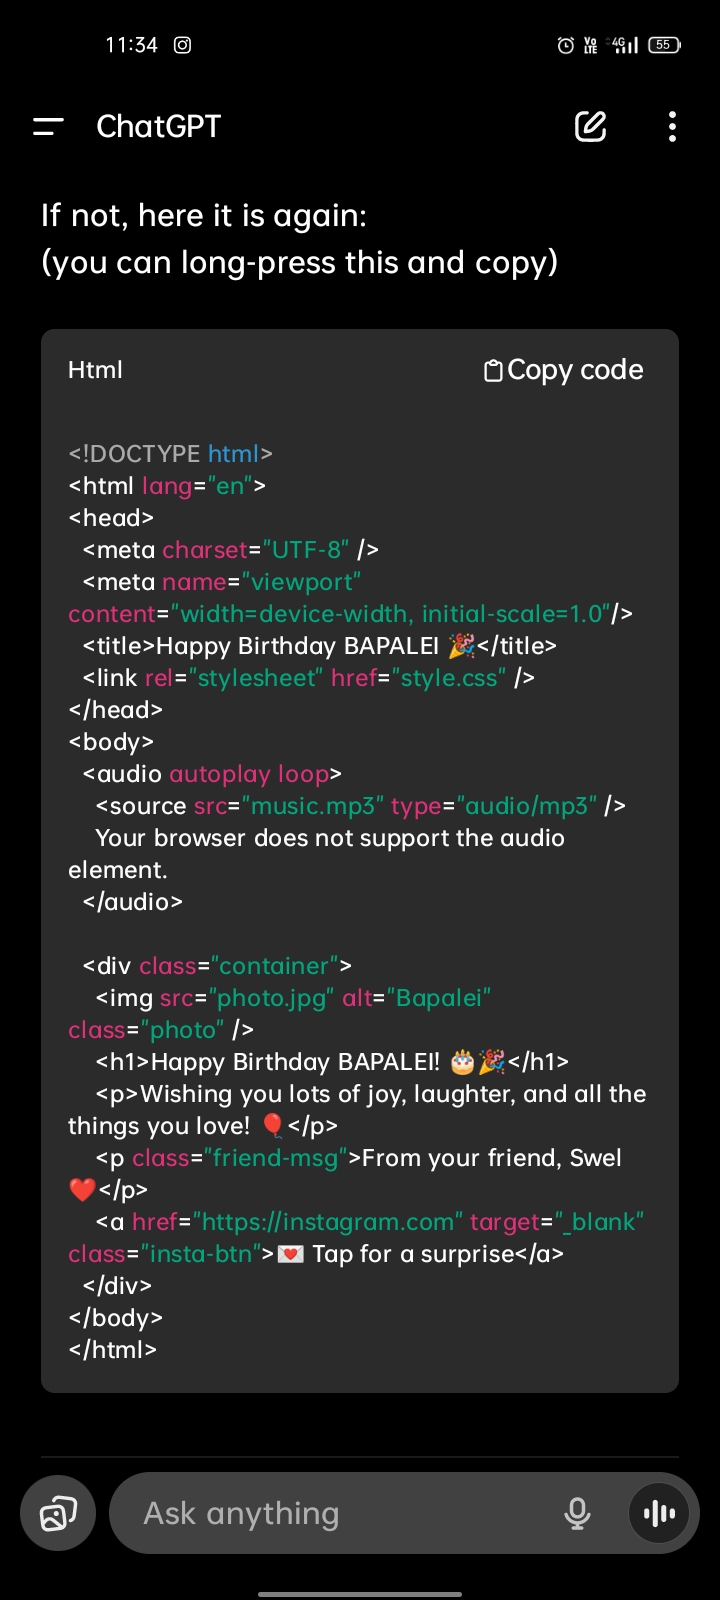 11:34
Vo LTE 4G 55
ChatGPT
If not, here it is again:
(you can long-press this and copy)
Html
Copy code
<!DOCTYPE html>
<html lang="en">
<head>
  <meta charset="UTF-8" />
  <meta name="viewport"
content="width=device-width, initial-scale=1.0"/>
  <title>Happy Birthday BAPALEI 🎉</title>
  <link rel="stylesheet" href="style.css" />
</head>
<body>
  <audio autoplay loop>
    <source src="music.mp3" type="audio/mp3" />
    Your browser does not support the audio
element.
  </audio>
  <div class="container">
    <img src="photo.jpg" alt="Bapalei"
class="photo" />
    <h1>Happy Birthday BAPALEI! 🎂🎉</h1>
    <p>Wishing you lots of joy, laughter, and all the
things you love! 🎈</p>
    <p class="friend-msg">From your friend, Swel
❤️</p>
    <a href="https://instagram.com" target="_blank"
class="insta-btn">💌 Tap for a surprise</a>
  </div>
</body>
</html>
Ask anything